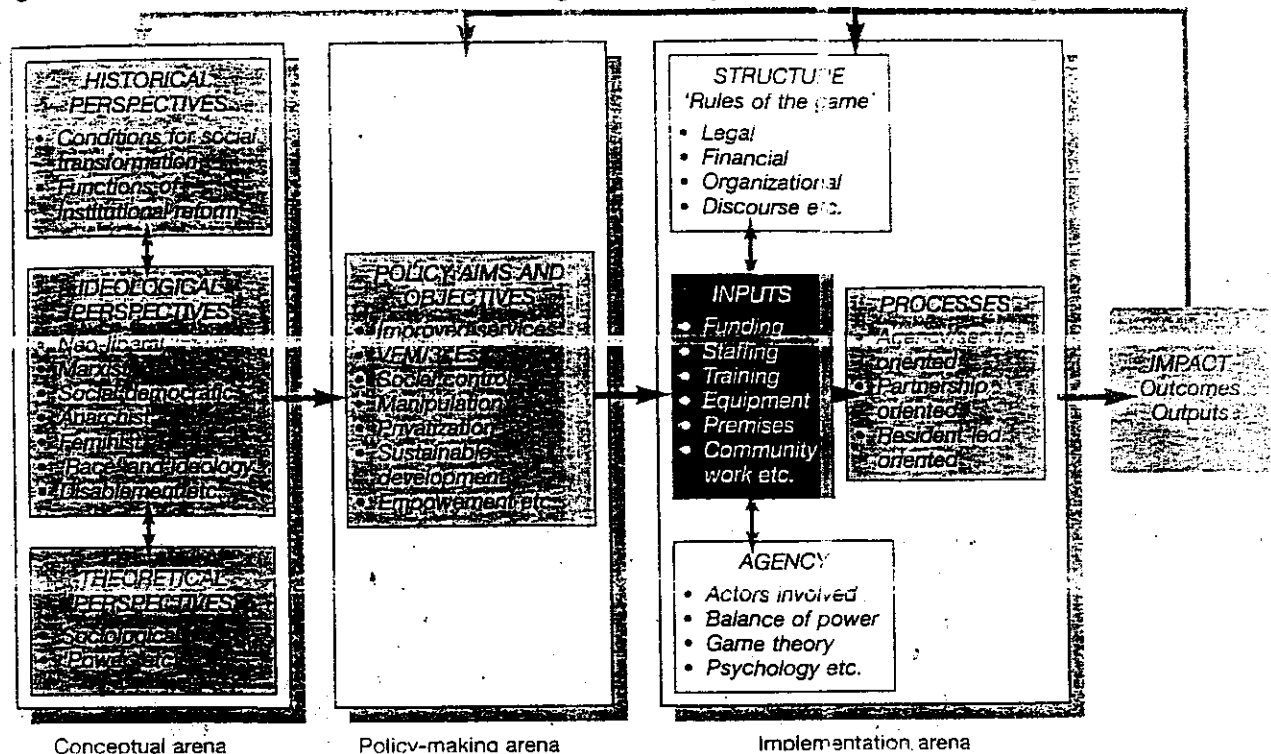 HISTORICAL
PERSPECTIVES
• Conditions for social
transformation
• Functions of
institutional reform
IDEOLOGICAL
PERSPECTIVES
• Neo-liberal
• Marxist
• Social democratic
• Anarchist
• Feminist
• 'Race' and ideology
• Disablement etc.
THEORETICAL
PERSPECTIVES
• Sociological
• Power etc.
Conceptual arena
POLICY AIMS AND
OBJECTIVES
• Improved services
• Social control
• Manipulation
• Privatization
• Sustainable
development
• Empowerment etc.
Policy-making arena
STRUCTURE
'Rules of the game'
• Legal
• Financial
• Organizational
• Discourse etc.
INPUTS
• Funding
• Staffing
• Training
• Equipment
• Premises
• Community
work etc.
PROCESSES
• Agency/service
oriented
• Partnership
oriented
• Resident-led
oriented
AGENCY
• Actors involved
• Balance of power
• Game theory
• Psychology etc.
Implementation arena
IMPACT
Outcomes
Outputs